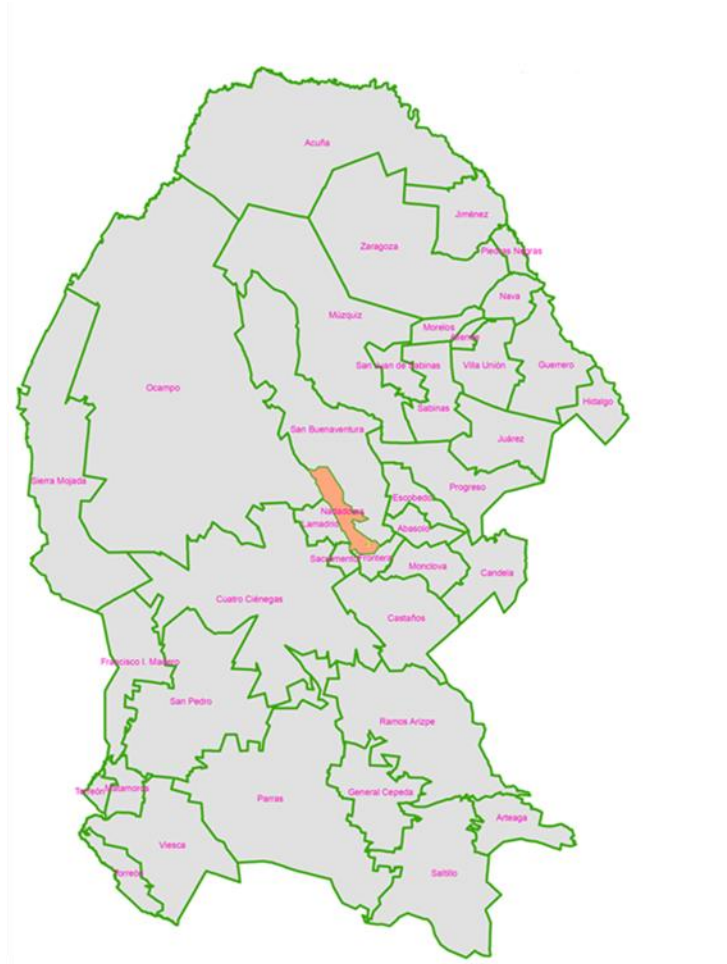 Acuña
Jiménez
Zaragoza
Piedras Negras
Nava
Múzquiz
Morelos
Allende
San Juan de Sabinas
Villa Unión
Guerrero
Ocampo
Hidalgo
Sabinas
San Buenaventura
Juárez
Sierra Mojada
Progreso
Escobedo
Nadadores
Lamadrid
Abasolo
Sacramento
Frontera
Monclova
Candela
Cuatro Ciénegas
Castaños
Francisco I. Madero
San Pedro
Ramos Arizpe
Torreón
Matamoros
General Cepeda
Parras
Arteaga
Viesca
Torreón
Saltillo